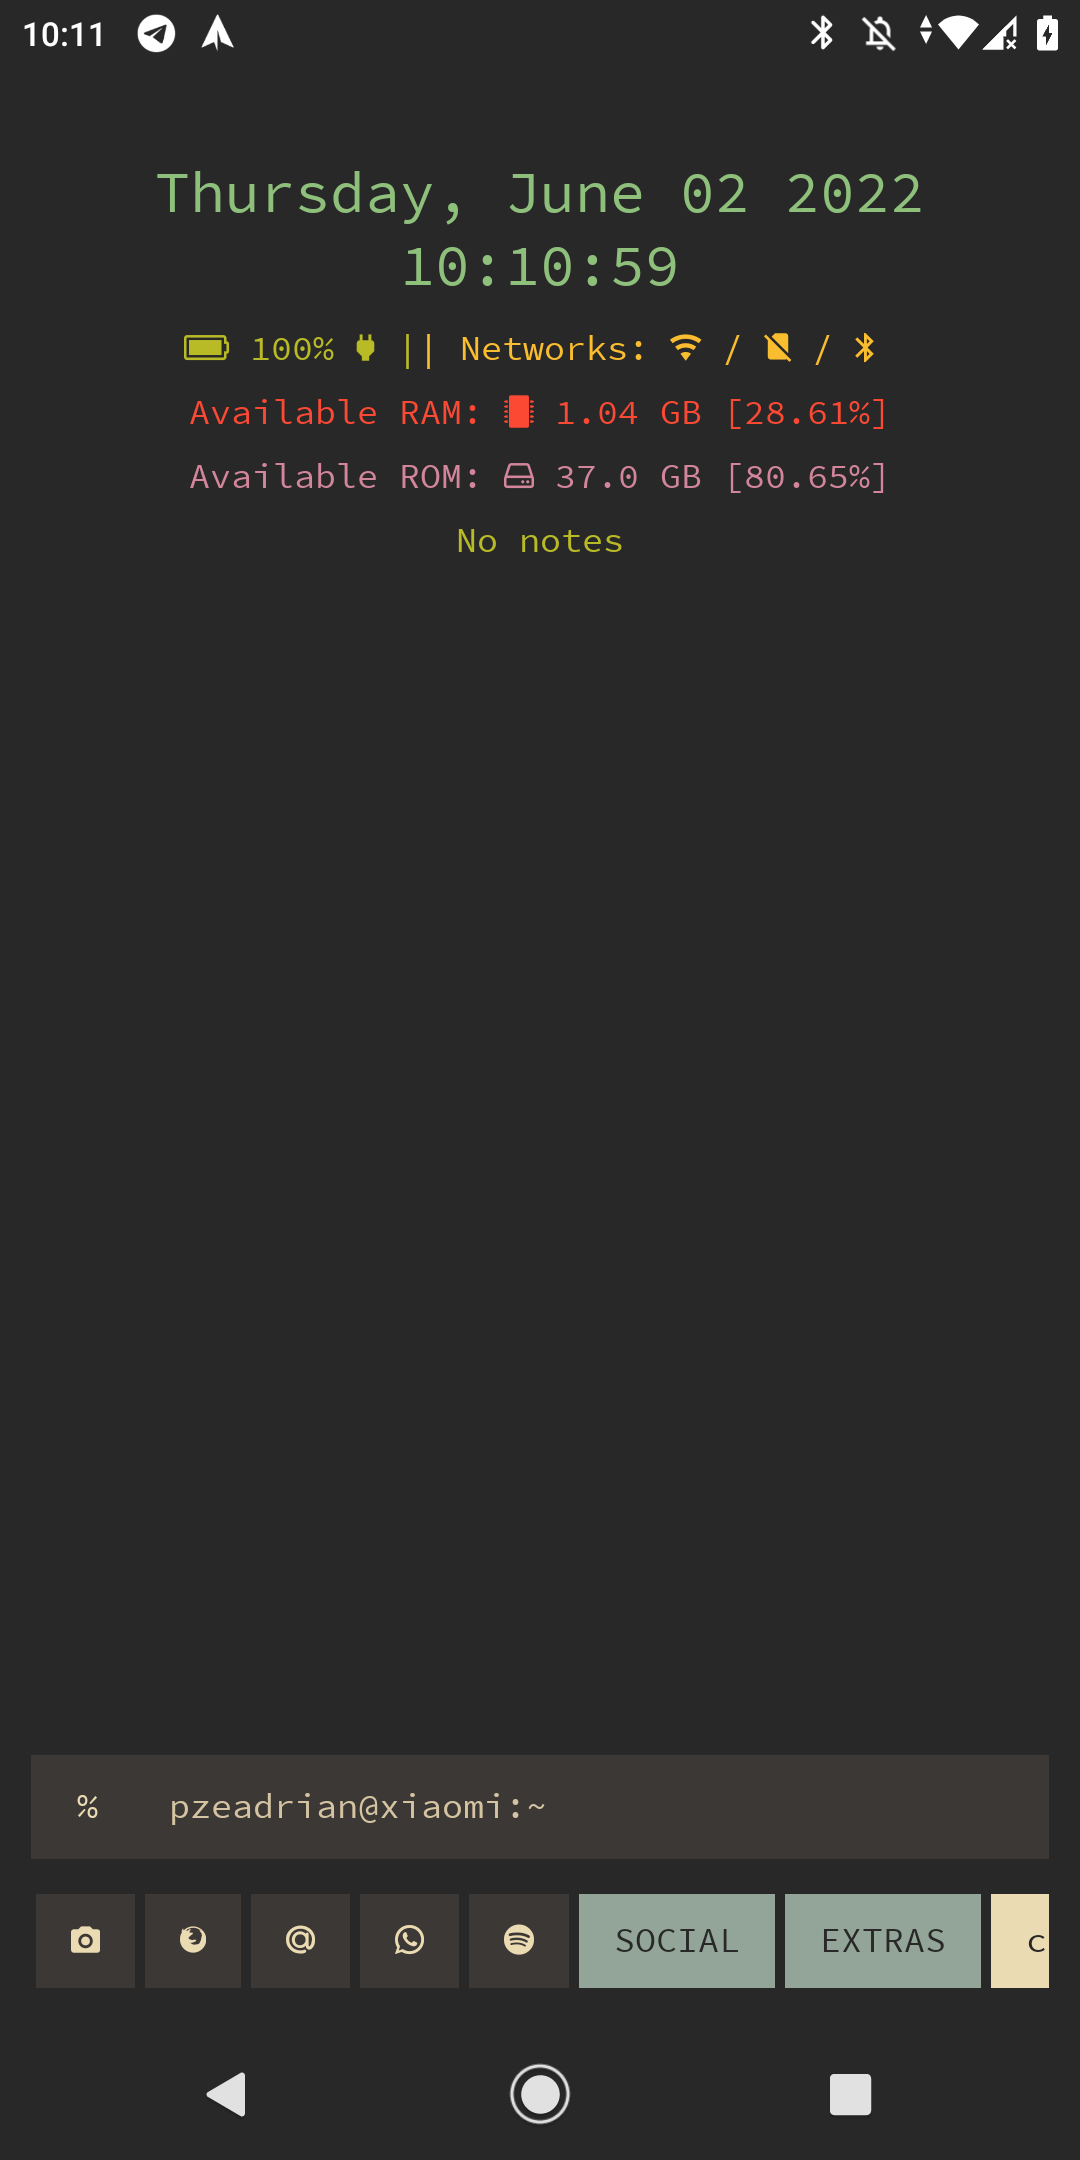 10:11
Thursday, June 02 2022
10:10:59
100% || Networks: / /
Available RAM: 1.04 GB [28.61%]
Available ROM: 37.0 GB [80.65%]
No notes
% pzeadrian@xiaomi:~
SOCIAL EXTRAS